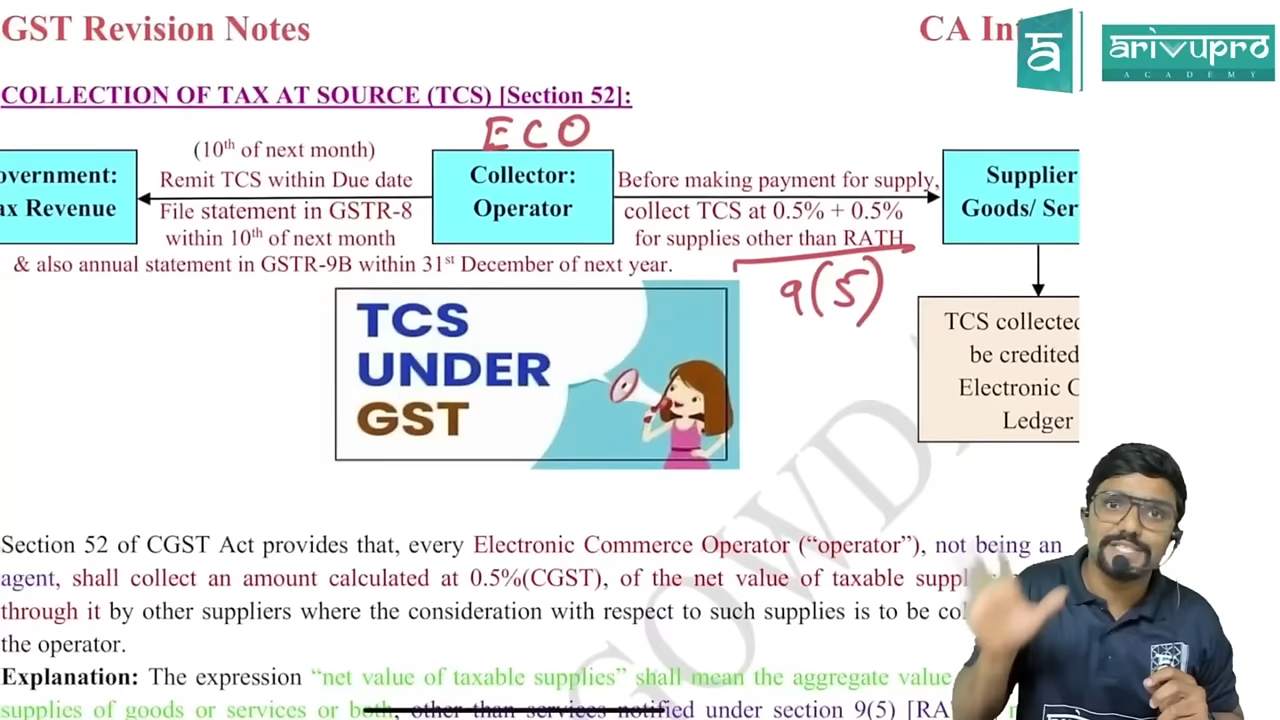 GST Revision Notes
CA Int
ā
arivupro
ACADEMY
COLLECTION OF TAX AT SOURCE (TCS) [Section 52]:
ECO
overnment:
ax Revenue
(10th of next month)
Remit TCS within Due date
File statement in GSTR-8
within 10th of next month
& also annual statement in GSTR-9B within 31st December of next year.
Collector:
Operator
Before making payment for supply,
collect TCS at 0.5% + 0.5%
for supplies other than RATH
9(5)
Supplier
Goods/ Ser
TCS collected
be credited
Electronic C
Ledger
TCS
UNDER
GST
GOWDA
Section 52 of CGST Act provides that, every Electronic Commerce Operator (“operator”), not being an
agent, shall collect an amount calculated at 0.5%(CGST), of the net value of taxable suppl
through it by other suppliers where the consideration with respect to such supplies is to be col
the operator.
Explanation: The expression “net value of taxable supplies” shall mean the aggregate value
supplies of goods or services or both, other than services notified under section 9(5) [RA